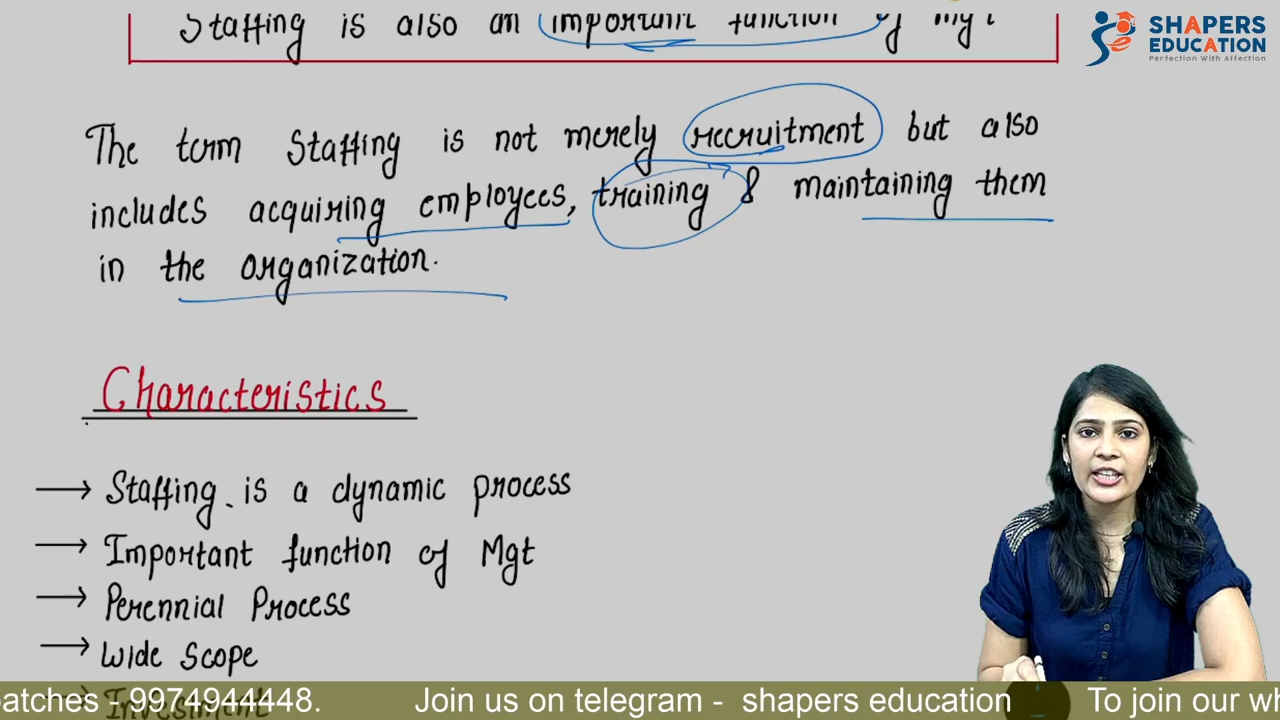 Staffing is also an important function of Mgt
SHAPERS
EDUCATION
Perfection With Affection
The term Staffing is not merely recruitment but also
includes acquiring employees, training & maintaining them
in the organization.
Characteristics
→ Staffing is a dynamic process
→ Important function of Mgt
→ Perennial Process
→ Wide Scope
→ Investment
batches - 9974944448. Join us on telegram - shapers education To join our wh